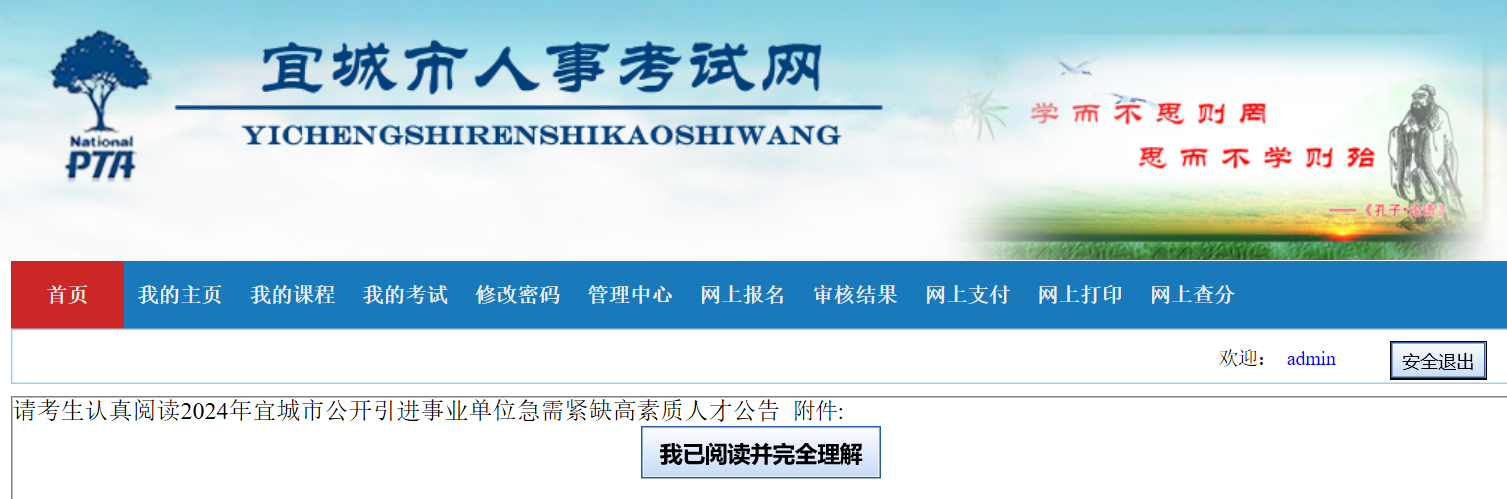 宜城市人事考试网
YICHENGSHIRENSHIKAOSHIWANG
National
PTA
学而不思则罔
思而不学则殆
——《孔子·论语》
首页 我的主页 我的课程 我的考试 修改密码 管理中心 网上报名 审核结果 网上支付 网上打印 网上查分
欢迎： admin 安全退出
请考生认真阅读2024年宜城市公开引进事业单位急需紧缺高素质人才公告 附件:
我已阅读并完全理解